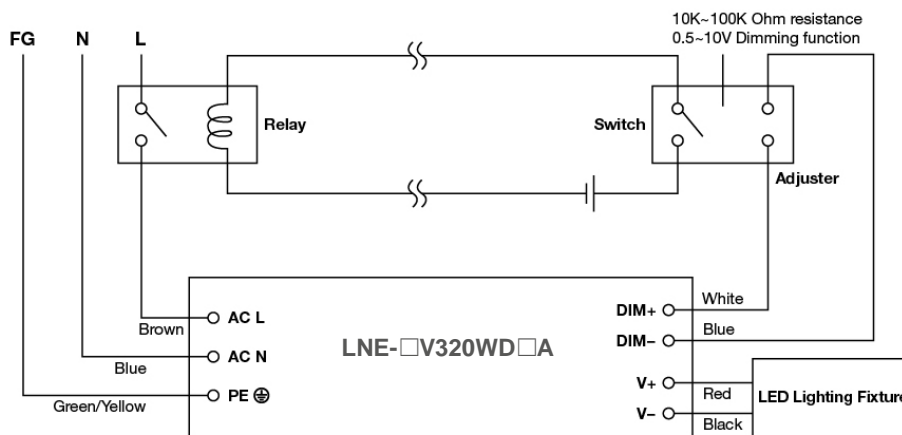 10K~100K Ohm resistance
0.5~10V Dimming function
FG N L
Relay
Switch
Adjuster
White
DIM+
Blue
DIM−
Brown
AC L
LNE-□V320WD□A
Blue
AC N
V+
Red
LED Lighting Fixture
Green/Yellow
PE
V−
Black